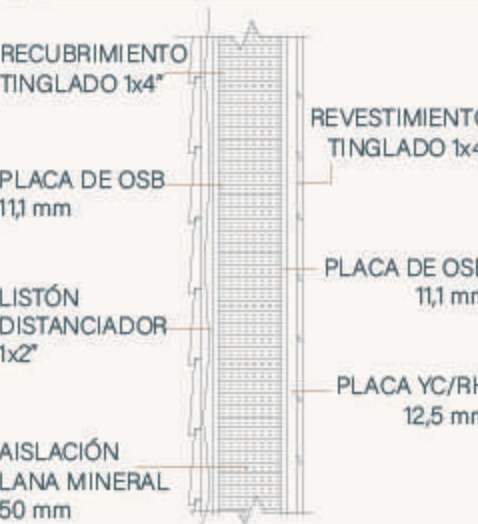 RECUBRIMIENTO
TINGLADO 1x4"
PLACA DE OSB
11,1 mm
LISTÓN
DISTANCIADOR
1x2"
AISLACIÓN
LANA MINERAL
50 mm
REVESTIMIENTO
TINGLADO 1x4
PLACA DE OSB
11,1 mm
PLACA YC/RH
12,5 mm